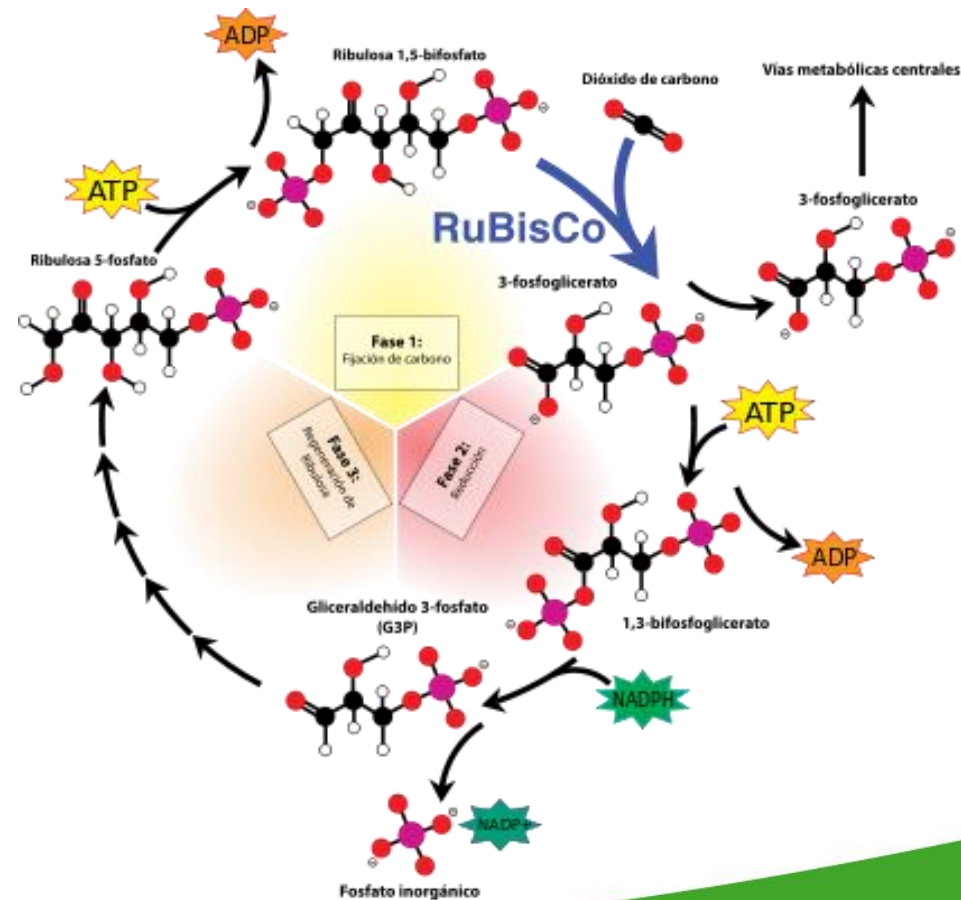 ADP
Ribulosa 1,5-bifosfato
Dióxido de carbono
Vías metabólicas centrales
ATP
3-fosfoglicerato
RuBisCo
Ribulosa 5-fosfato
3-fosfoglicerato
Fase 1:
Fijación de carbono
ATP
Fase 3:
Regeneración de
Ribulosa
Fase 2:
Reducción
ADP
Gliceraldehido 3-fosfato
(G3P)
1,3-bifosfoglicerato
NADPH
NADP+
Fosfato inorgánico